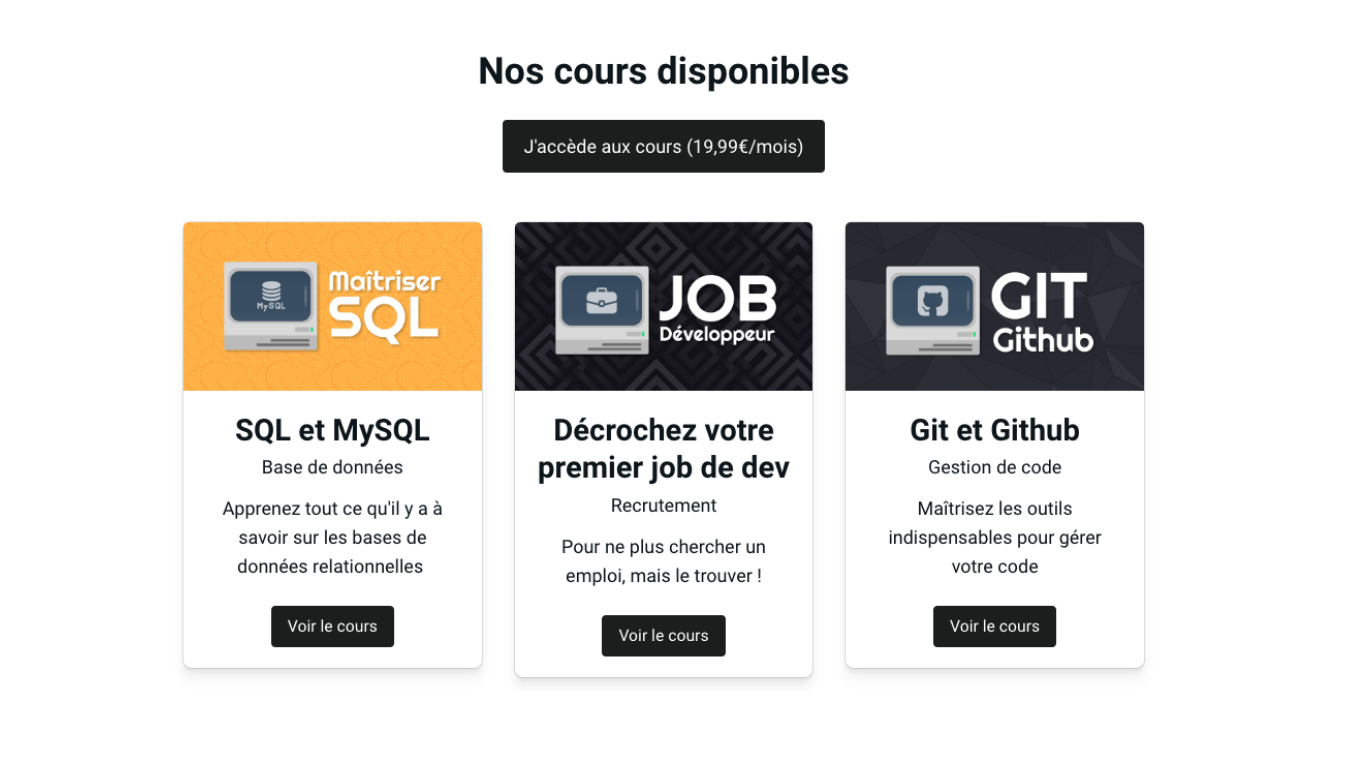 Nos cours disponibles
J'accède aux cours (19,99€/mois)
MySQL
Maîtriser
SQL
SQL et MySQL
Base de données
Apprenez tout ce qu'il y a à
savoir sur les bases de
données relationnelles
Voir le cours
JOB
Développeur
Décrochez votre
premier job de dev
Recrutement
Pour ne plus chercher un
emploi, mais le trouver !
Voir le cours
GIT
Github
Git et Github
Gestion de code
Maîtrisez les outils
indispensables pour gérer
votre code
Voir le cours